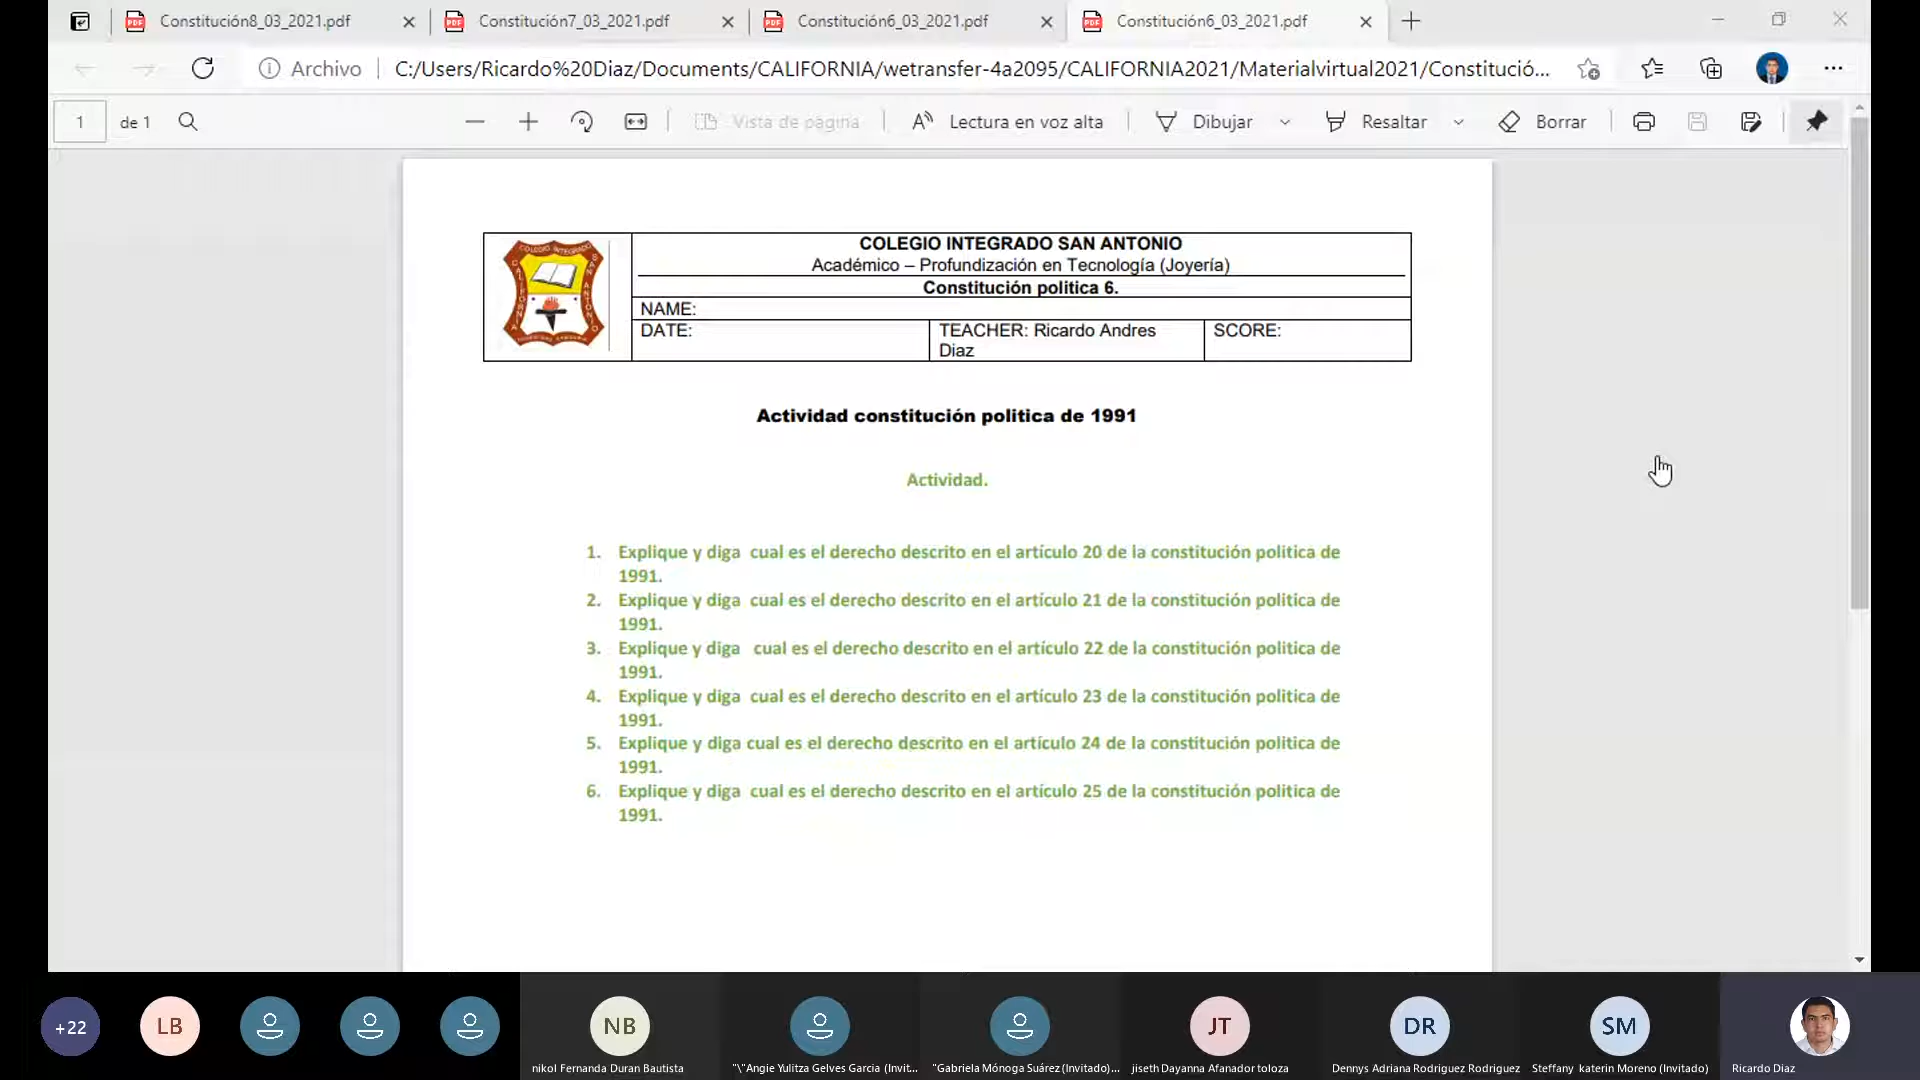 Constitución8_03_2021.pdf
Constitución7_03_2021.pdf
Constitución6_03_2021.pdf
Constitución6_03_2021.pdf
Archivo
C:/Users/Ricardo%20Diaz/Documents/CALIFORNIA/wetransfer-4a2095/CALIFORNIA2021/Materialvirtual2021/Constitució...
1 de 1
Vista de página
Lectura en voz alta
Dibujar
Resaltar
Borrar
COLEGIO INTEGRADO SAN ANTONIO
CALIFORNIA
COLEGIO INTEGRADO SAN ANTONIO
Académico – Profundización en Tecnología (Joyería)
Constitución politica 6.
NAME:
DATE:
TEACHER: Ricardo Andres
Diaz
SCORE:
Actividad constitución politica de 1991
Actividad.
1. Explique y diga cual es el derecho descrito en el artículo 20 de la constitución politica de
1991.
2. Explique y diga cual es el derecho descrito en el artículo 21 de la constitución politica de
1991.
3. Explique y diga cual es el derecho descrito en el artículo 22 de la constitución politica de
1991.
4. Explique y diga cual es el derecho descrito en el artículo 23 de la constitución politica de
1991.
5. Explique y diga cual es el derecho descrito en el artículo 24 de la constitución politica de
1991.
6. Explique y diga cual es el derecho descrito en el artículo 25 de la constitución politica de
1991.
+22
LB
NB
JT
DR
SM
nikol Fernanda Duran Bautista
"\"Angie Yulitza Gelves Garcia (Invit...
"Gabriela Mónoga Suárez (Invitado)...
jiseth Dayanna Afanador toloza
Dennys Adriana Rodriguez Rodriguez
Steffany katerin Moreno (Invitado)
Ricardo Diaz